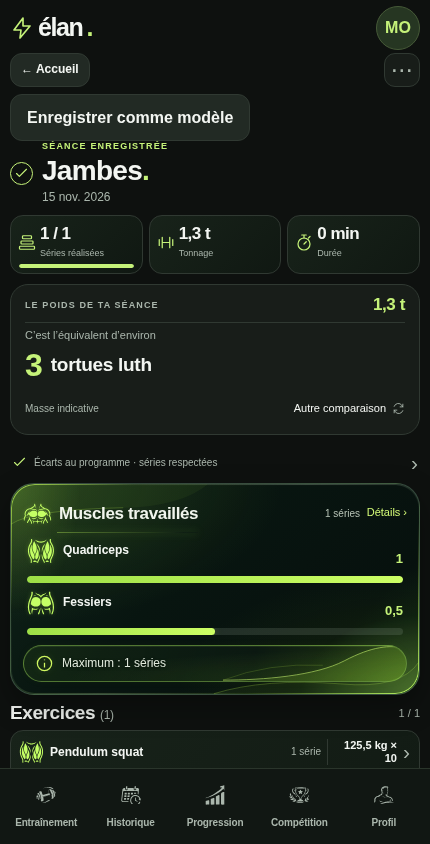 élan.
MO
← Accueil
...
Enregistrer comme modèle
SÉANCE ENREGISTRÉE
Jambes.
15 nov. 2026
1 / 1
Séries réalisées
1,3 t
Tonnage
0 min
Durée
LE POIDS DE TA SÉANCE
1,3 t
C'est l'équivalent d'environ
3 tortues luth
Masse indicative
Autre comparaison
Écarts au programme · séries respectées ›
Muscles travaillés
1 séries Détails ›
Quadriceps
1
Fessiers
0,5
Maximum : 1 séries
Exercices (1)
1 / 1
Pendulum squat
1 série
125,5 kg ×
10
›
Entraînement
Historique
Progression
Compétition
Profil